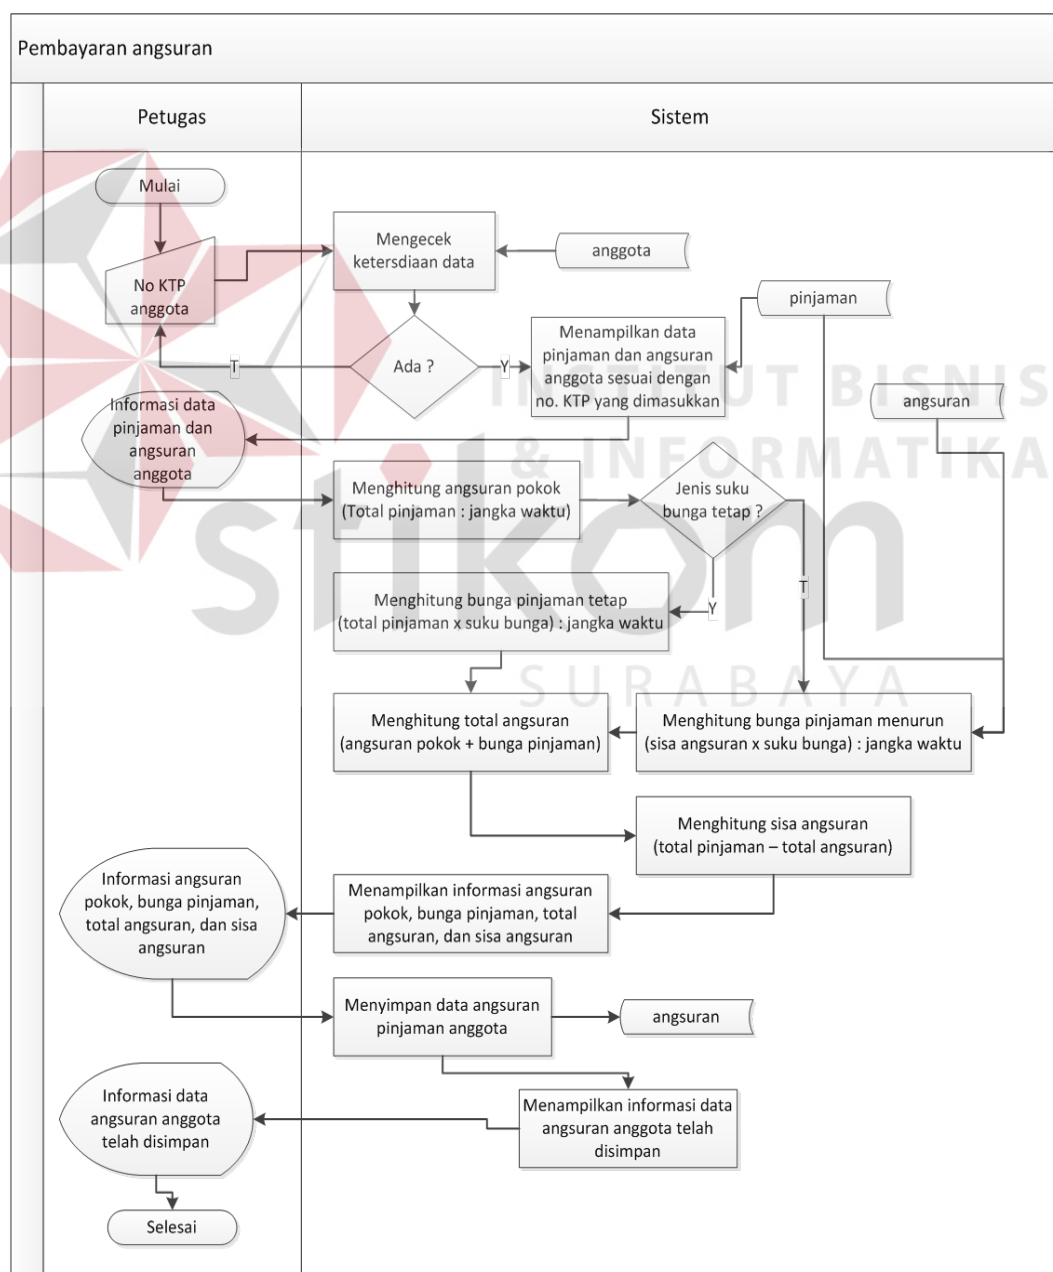 Pembayaran angsuran
Petugas
Sistem
Mulai
No KTP
anggota
Mengecek
ketersdiaan data
anggota
pinjaman
Ada ?
T
Y
Menampilkan data
pinjaman dan angsuran
anggota sesuai dengan
no. KTP yang dimasukkan
angsuran
Informasi data
pinjaman dan
angsuran
anggota
Menghitung angsuran pokok
(Total pinjaman : jangka waktu)
Jenis suku
bunga tetap ?
Y
T
Menghitung bunga pinjaman tetap
(total pinjaman x suku bunga) : jangka waktu
Menghitung total angsuran
(angsuran pokok + bunga pinjaman)
Menghitung bunga pinjaman menurun
(sisa angsuran x suku bunga) : jangka waktu
Menghitung sisa angsuran
(total pinjaman – total angsuran)
Informasi angsuran
pokok, bunga pinjaman,
total angsuran, dan sisa
angsuran
Menampilkan informasi angsuran
pokok, bunga pinjaman, total
angsuran, dan sisa angsuran
Menyimpan data angsuran
pinjaman anggota
angsuran
Informasi data
angsuran anggota
telah disimpan
Menampilkan informasi data
angsuran anggota telah
disimpan
Selesai
INSTITUT BISNIS
& INFORMATIKA
stikom
SURABAYA